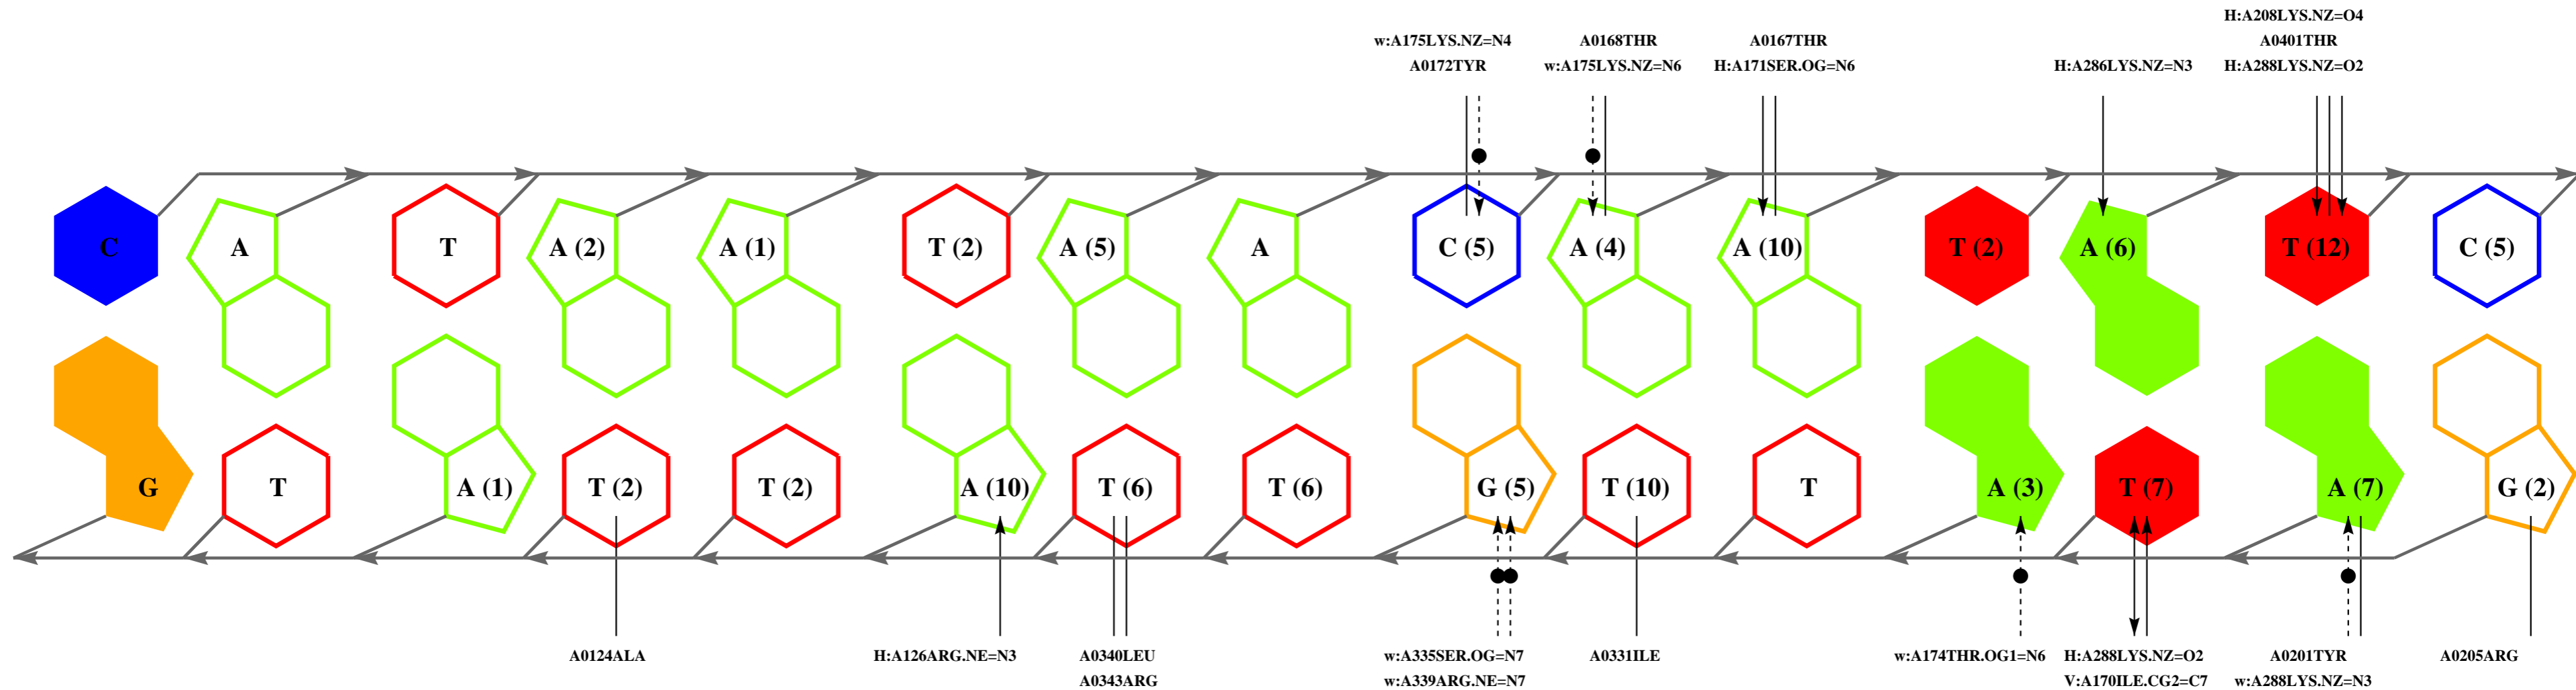 H:A208LYS.NZ=O4
w:A175LYS.NZ=N4 A0168THR A0167THR A0401THR
A0172TYR w:A175LYS.NZ=N6 H:A171SER.OG=N6 H:A286LYS.NZ=N3 H:A288LYS.NZ=O2
C A T A (2) A (1) T (2) A (5) A C (5) A (4) A (10) T (2) A (6) T (12) C (5)
G T A (1) T (2) T (2) A (10) T (6) T (6) G (5) T (10) T A (3) T (7) A (7) G (2)
A0124ALA H:A126ARG.NE=N3 A0340LEU w:A335SER.OG=N7 A0331ILE w:A174THR.OG1=N6 H:A288LYS.NZ=O2 A0201TYR A0205ARG
A0343ARG w:A339ARG.NE=N7 V:A170ILE.CG2=C7 w:A288LYS.NZ=N3